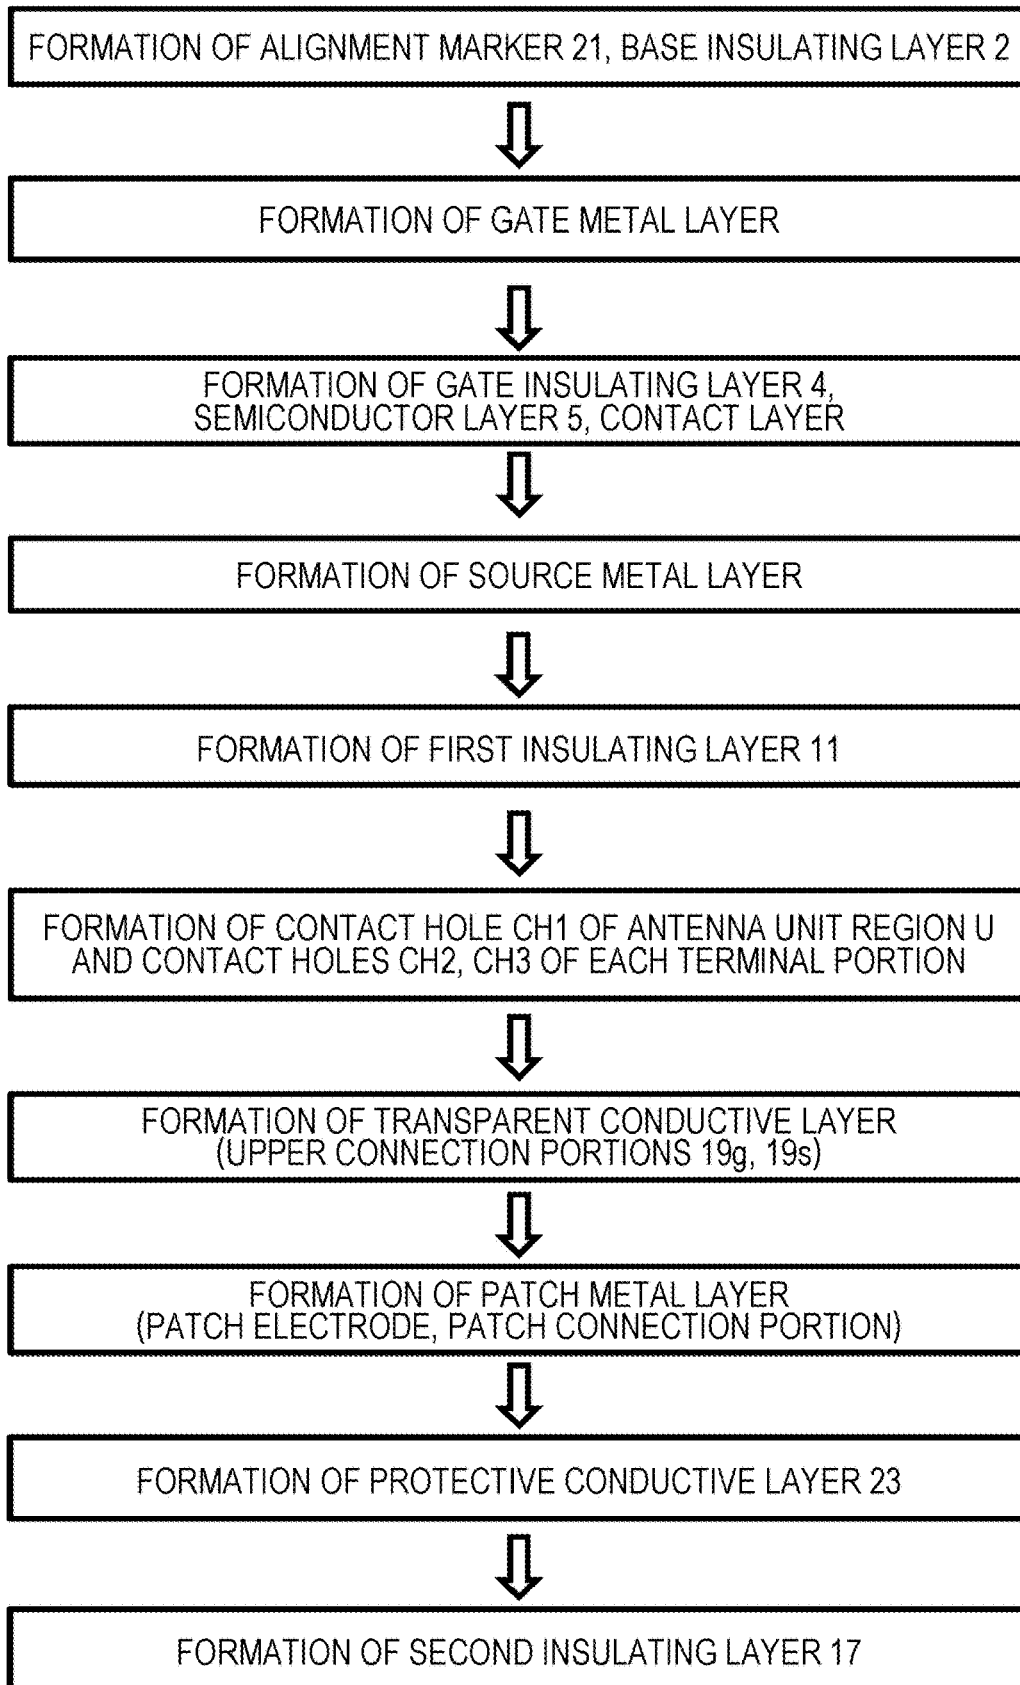 FORMATION OF ALIGNMENT MARKER 21, BASE INSULATING LAYER 2
FORMATION OF GATE METAL LAYER
FORMATION OF GATE INSULATING LAYER 4,
SEMICONDUCTOR LAYER 5, CONTACT LAYER
FORMATION OF SOURCE METAL LAYER
FORMATION OF FIRST INSULATING LAYER 11
FORMATION OF CONTACT HOLE CH1 OF ANTENNA UNIT REGION U
AND CONTACT HOLES CH2, CH3 OF EACH TERMINAL PORTION
FORMATION OF TRANSPARENT CONDUCTIVE LAYER
(UPPER CONNECTION PORTIONS 19g, 19s)
FORMATION OF PATCH METAL LAYER
(PATCH ELECTRODE, PATCH CONNECTION PORTION)
FORMATION OF PROTECTIVE CONDUCTIVE LAYER 23
FORMATION OF SECOND INSULATING LAYER 17